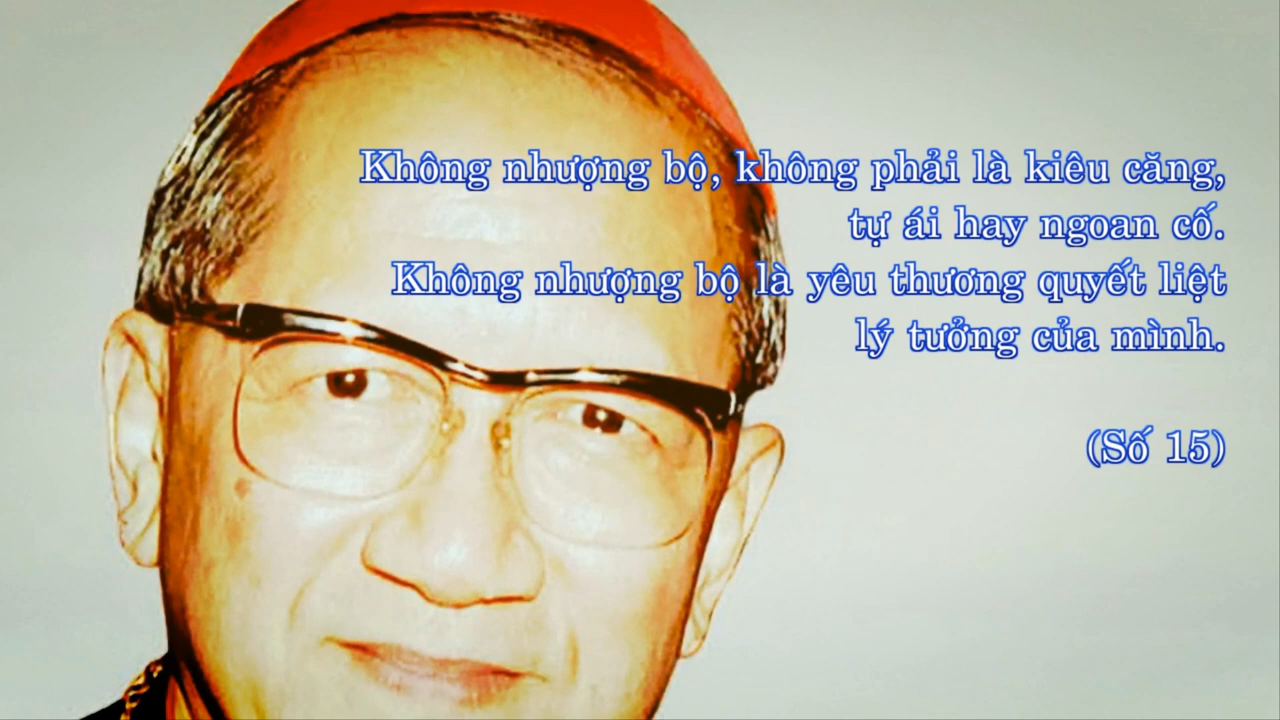 Không nhượng bộ, không phải là kiêu căng,
tự ái hay ngoan cố.
Không nhượng bộ là yêu thương quyết liệt
lý tưởng của mình.
(Số 15)